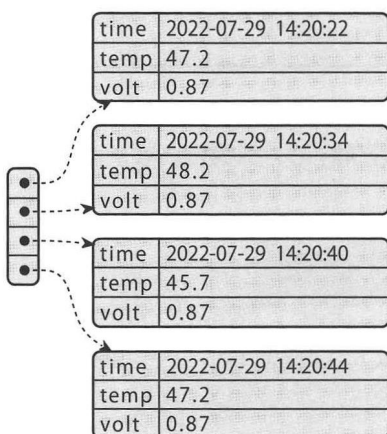 time 2022-07-29 14:20:22
temp 47.2
volt 0.87
time 2022-07-29 14:20:34
temp 48.2
volt 0.87
time 2022-07-29 14:20:40
temp 45.7
volt 0.87
time 2022-07-29 14:20:44
temp 47.2
volt 0.87